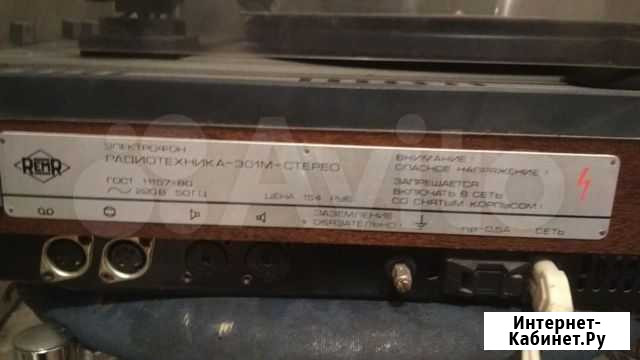 ЭЛЕКТРОФОН
РАДИОТЕХНИКА-301М-СТЕРЕО
ГОСТ 11157-80
220В 50ГЦ
ЦЕНА 154 РУБ.
ВНИМАНИЕ!
ОПАСНОЕ НАПРЯЖЕНИЕ!
ЗАПРЕЩАЕТСЯ
ВКЛЮЧАТЬ В СЕТЬ
СО СНЯТЫМ КОРПУСОМ!
ЗАЗЕМЛЕНИЕ
ОБЯЗАТЕЛЬНО!
ПР-0,5А
СЕТЬ
Avito
Интернет-
Кабинет.Ру